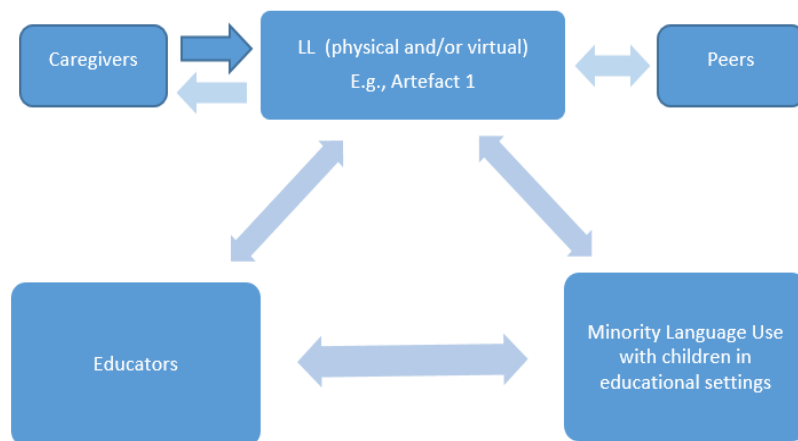 Caregivers
LL (physical and/or virtual)
E.g., Artefact 1
Peers
Educators
Minority Language Use
with children in
educational settings